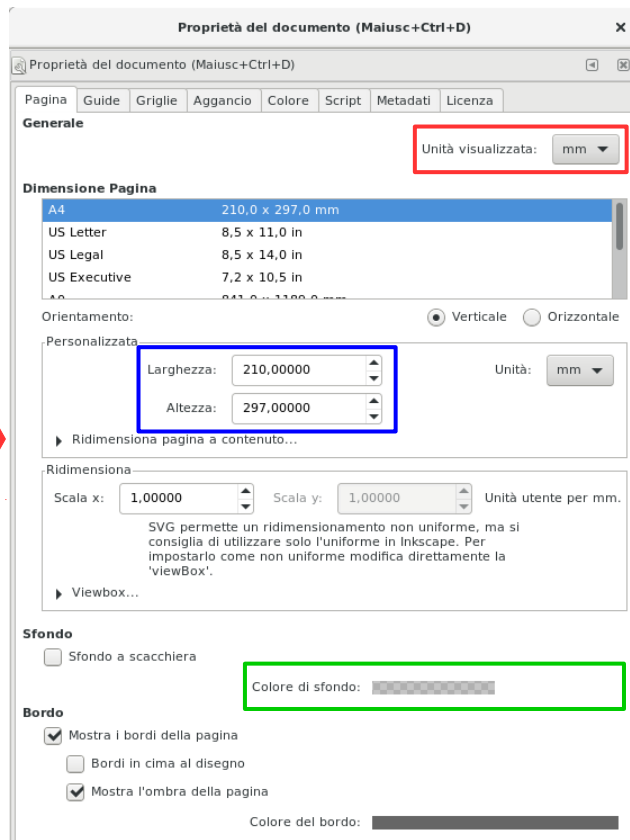 Proprietà del documento (Maiusc+Ctrl+D)
Proprietà del documento (Maiusc+Ctrl+D)
Pagina Guide Griglie Aggancio Colore Script Metadati Licenza
Generale
Unità visualizzata: mm
Dimensione Pagina
A4 210,0 x 297,0 mm
US Letter 8,5 x 11,0 in
US Legal 8,5 x 14,0 in
US Executive 7,2 x 10,5 in
A0 841,0 x 1189,0 mm
Orientamento: Verticale Orizzontale
Personalizzata
Larghezza: 210,00000 Unità: mm
Altezza: 297,00000
Ridimensiona pagina a contenuto...
Ridimensiona
Scala x: 1,00000 Scala y: 1,00000 Unità utente per mm.
SVG permette un ridimensionamento non uniforme, ma si
consiglia di utilizzare solo l'uniforme in Inkscape. Per
impostarlo come non uniforme modifica direttamente la
'viewBox'.
Viewbox...
Sfondo
Sfondo a scacchiera
Colore di sfondo:
Bordo
Mostra i bordi della pagina
Bordi in cima al disegno
Mostra l'ombra della pagina
Colore del bordo: